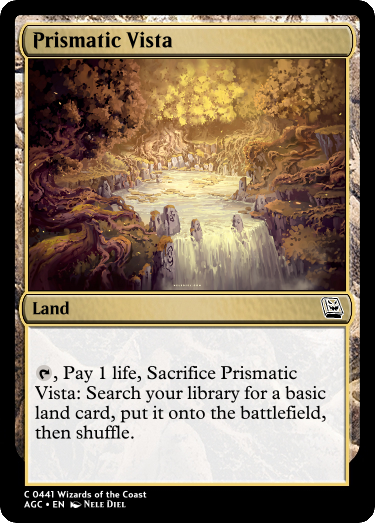 Prismatic Vista
Land
, Pay 1 life, Sacrifice Prismatic
Vista: Search your library for a basic
land card, put it onto the battlefield,
then shuffle.
C 0441 Wizards of the Coast
AGC • EN Nele Diel